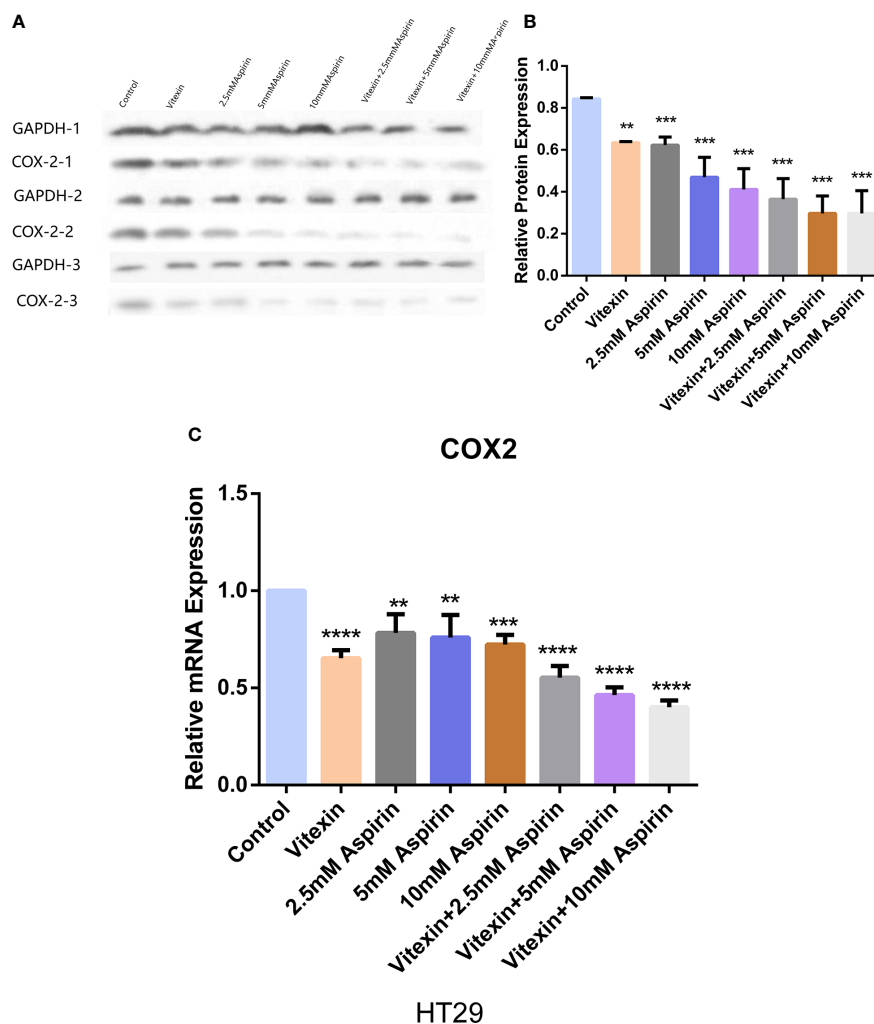 A
Control
Vitexin
2.5mMAspirin
5mmMAspirin
10mmMAspirin
Vitexin+2.5mmMAspirin
Vitexin+5mmMAspirin
Vitexin+10mmMAspirin
GAPDH-1
COX-2-1
GAPDH-2
COX-2-2
GAPDH-3
COX-2-3
B
Relative Protein Expression
1.0
0.8
0.6
0.4
0.2
0.0
**
***
***
***
***
***
***
Control
Vitexin
2.5mM Aspirin
5mM Aspirin
10mM Aspirin
Vitexin+2.5mM Aspirin
Vitexin+5mM Aspirin
Vitexin+10mM Aspirin
C
COX2
Relative mRNA Expression
1.5
1.0
0.5
0.0
****
**
**
***
****
****
****
Control
Vitexin
2.5mM Aspirin
5mM Aspirin
10mM Aspirin
Vitexin+2.5mM Aspirin
Vitexin+5mM Aspirin
Vitexin+10mM Aspirin
HT29